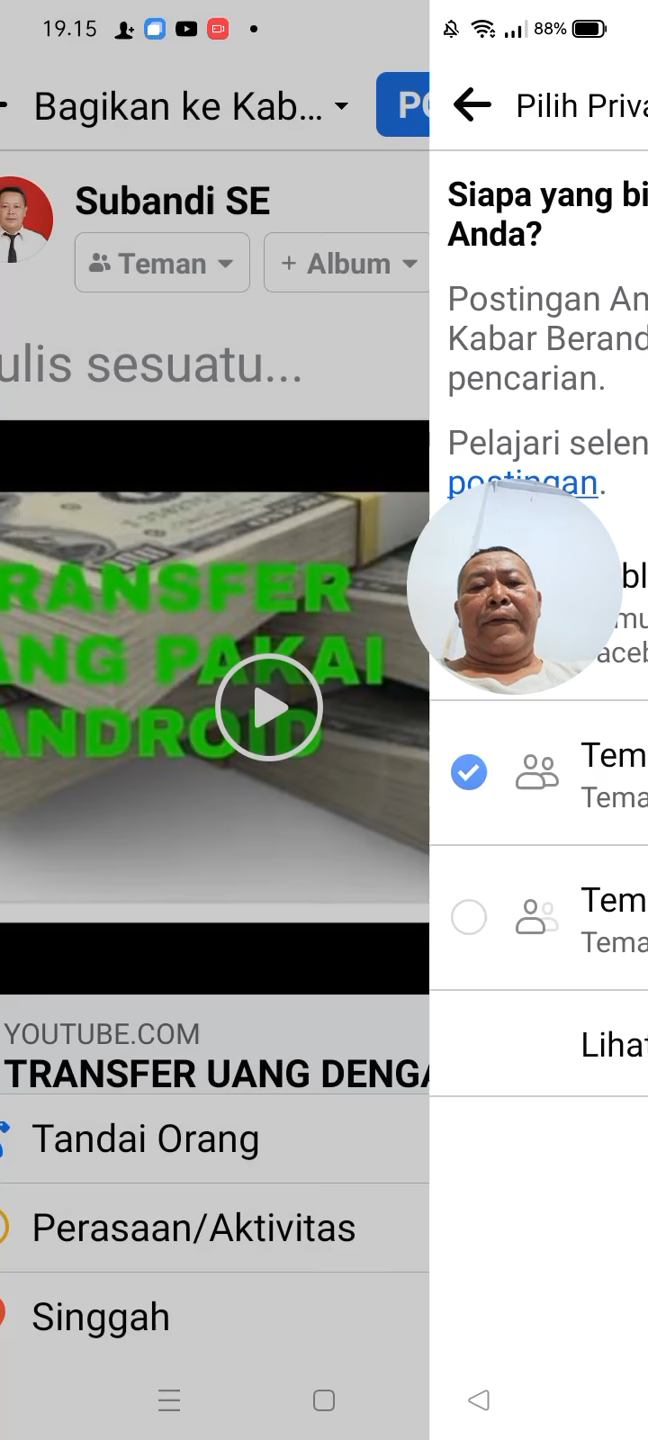 19.15
88%
Bagikan ke Kab...
Subandi SE
Teman
+ Album
ulis sesuatu...
RANSFER
ANG PAKAI
ANDROID
YOUTUBE.COM
TRANSFER UANG DENGA
Tandai Orang
Perasaan/Aktivitas
Singgah
Pilih Priva
Siapa yang bi
Anda?
Postingan An
Kabar Berand
pencarian.
Pelajari selen
postingan.
Tem
Tema
Tem
Tema
Lihat